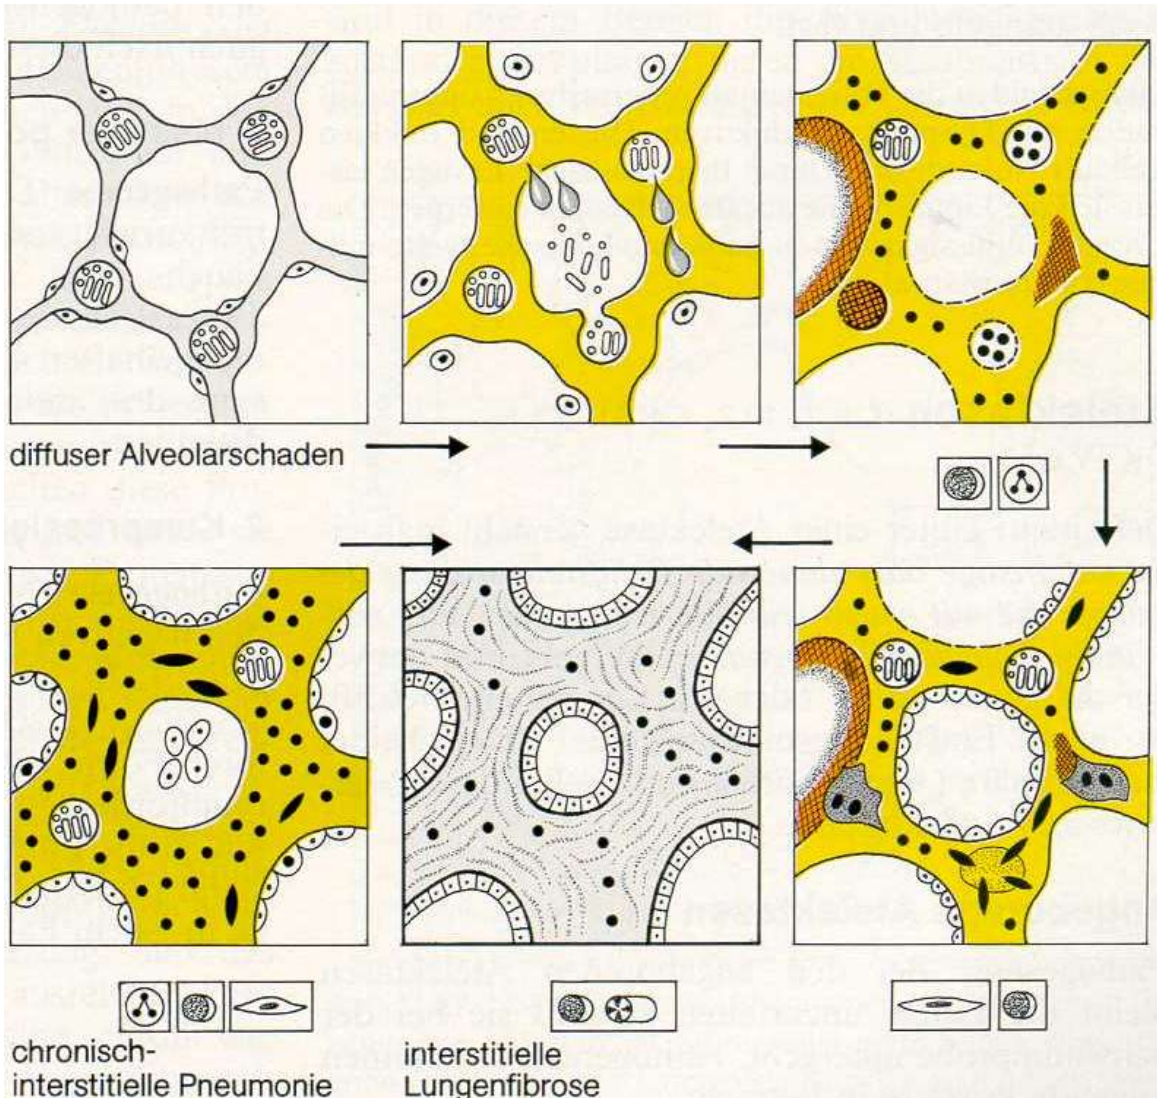 diffuser Alveolarschaden
chronisch-
interstitielle Pneumonie
interstitielle
Lungenfibrose